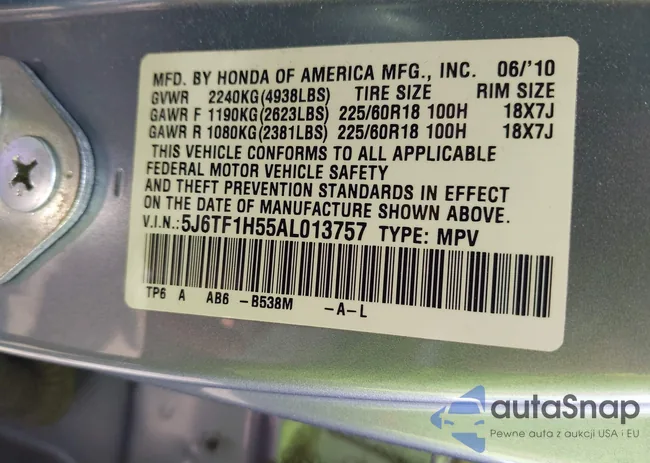 MFD. BY HONDA OF AMERICA MFG., INC. 06/'10
GVWR 2240KG(4938LBS) TIRE SIZE RIM SIZE
GAWR F 1190KG(2623LBS) 225/60R18 100H 18X7J
GAWR R 1080KG(2381LBS) 225/60R18 100H 18X7J
THIS VEHICLE CONFORMS TO ALL APPLICABLE
FEDERAL MOTOR VEHICLE SAFETY
AND THEFT PREVENTION STANDARDS IN EFFECT
ON THE DATE OF MANUFACTURE SHOWN ABOVE.
V.I.N.:5J6TF1H55AL013757 TYPE: MPV
TP6 A AB6 -B538M -A-L
autaSnap
Pewne auta z aukcji USA i EU